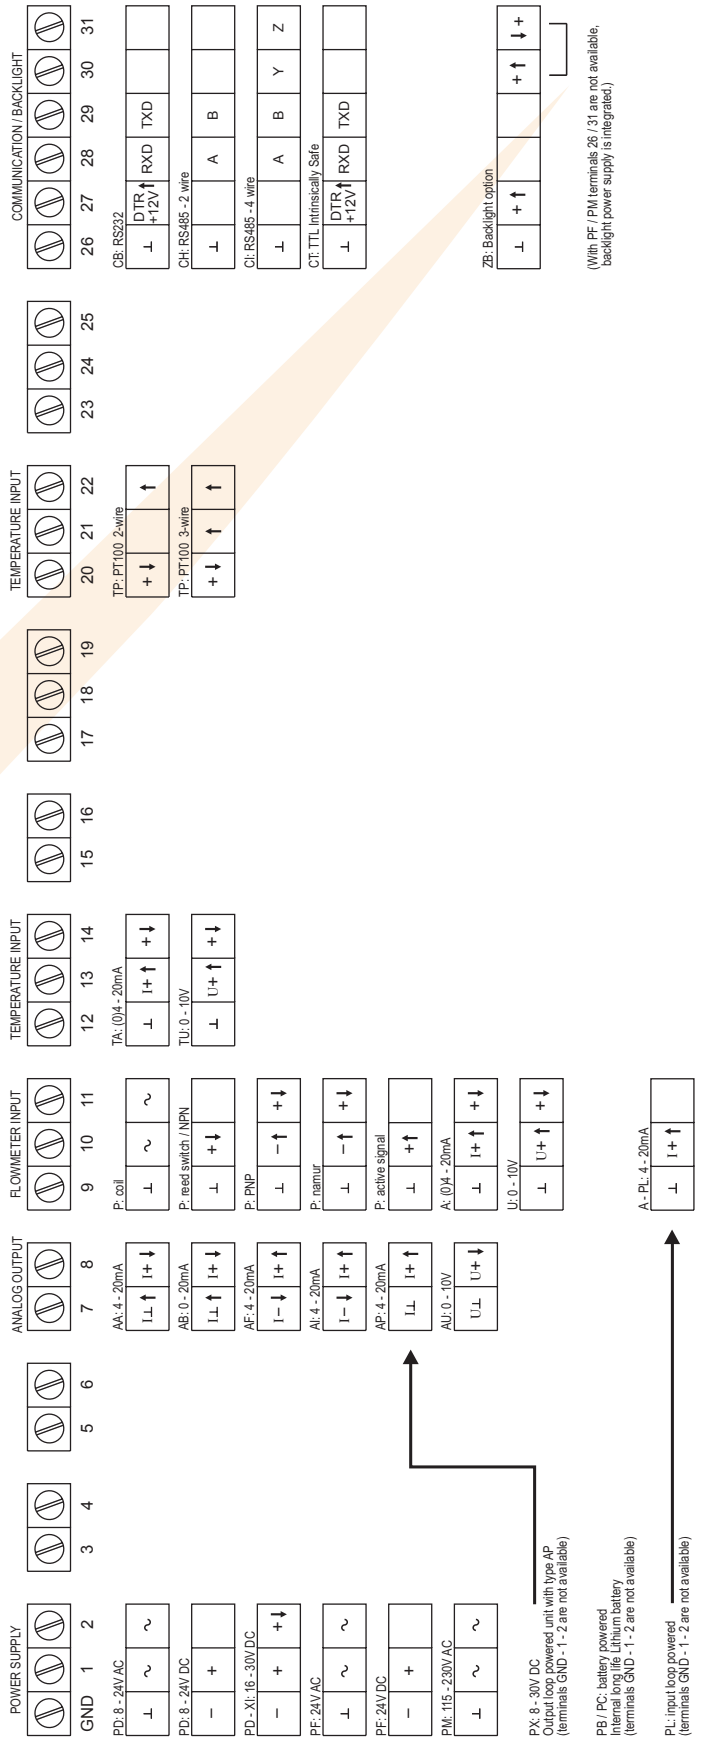 POWER SUPPLY
GND 1 2
PD: 8 - 24V AC
⊥ ~ ~
PD: 8 - 24V DC
− +
PD - XI: 16 - 30V DC
− + +↓
PF: 24V AC
⊥ ~ ~
PF: 24V DC
− +
PM: 115 - 230V AC
⊥ ~ ~
PX: 8 - 30V DC
Output loop powered unit with type AP
(terminals GND - 1 - 2 are not available)
PB / PC: battery powered
Internal long life Lithium battery
(terminals GND - 1 - 2 are not available)
PL: input loop powered
(terminals GND - 1 - 2 are not available)
3 4
5 6
ANALOG OUTPUT
7 8
AA: 4 - 20mA
I⊥↑ I+↓
AB: 0 - 20mA
I⊥↑ I+↓
AF: 4 - 20mA
I−↓ I+↑
AI: 4 - 20mA
I−↓ I+↑
AP: 4 - 20mA
I⊥ I+↑
AU: 0 - 10V
U⊥ U+↓
FLOWMETER INPUT
9 10 11
P: coil
⊥ ~ ~
P: reed switch / NPN
⊥ +↓
P: PNP
⊥ −↑ +↓
P: namur
⊥ −↑ +↓
P: active signal
⊥ +↑
A: (0)4 - 20mA
⊥ I+↑ +↓
U: 0 - 10V
⊥ U+↑ +↓
A - PL: 4 - 20mA
⊥ I+↑
TEMPERATURE INPUT
12 13 14
TA: (0)4 - 20mA
⊥ I+↑ +↓
TU: 0 - 10V
⊥ U+↑ +↓
15 16
17 18 19
TEMPERATURE INPUT
20 21 22
TP: PT100 2-wire
+↓ ↑
TP: PT100 3-wire
+↓ ↑ ↑
23 24 25
COMMUNICATION / BACKLIGHT
26 27 28 29 30 31
CB: RS232
⊥ DTR +12V↑ RXD TXD
CH: RS485 - 2 wire
⊥ A B
CI: RS485 - 4 wire
⊥ A B Y Z
CT: TTL Intrinsically Safe
⊥ DTR +12V↑ RXD TXD
ZB: Backlight option
⊥ +↑ +↑ ↓+
(With PF / PM terminals 26 / 31 are not available,
backlight power supply is integrated.)